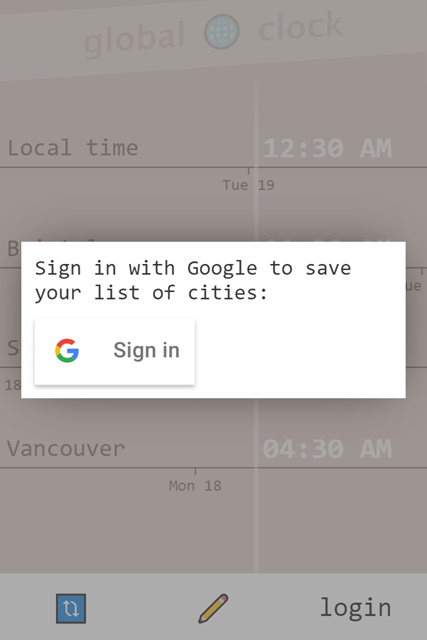 global 🌐 clock
Local time 12:30 AM
Tue 19
Sign in with Google to save
your list of cities:
Sign in
18
Vancouver 04:30 AM
Mon 18
login